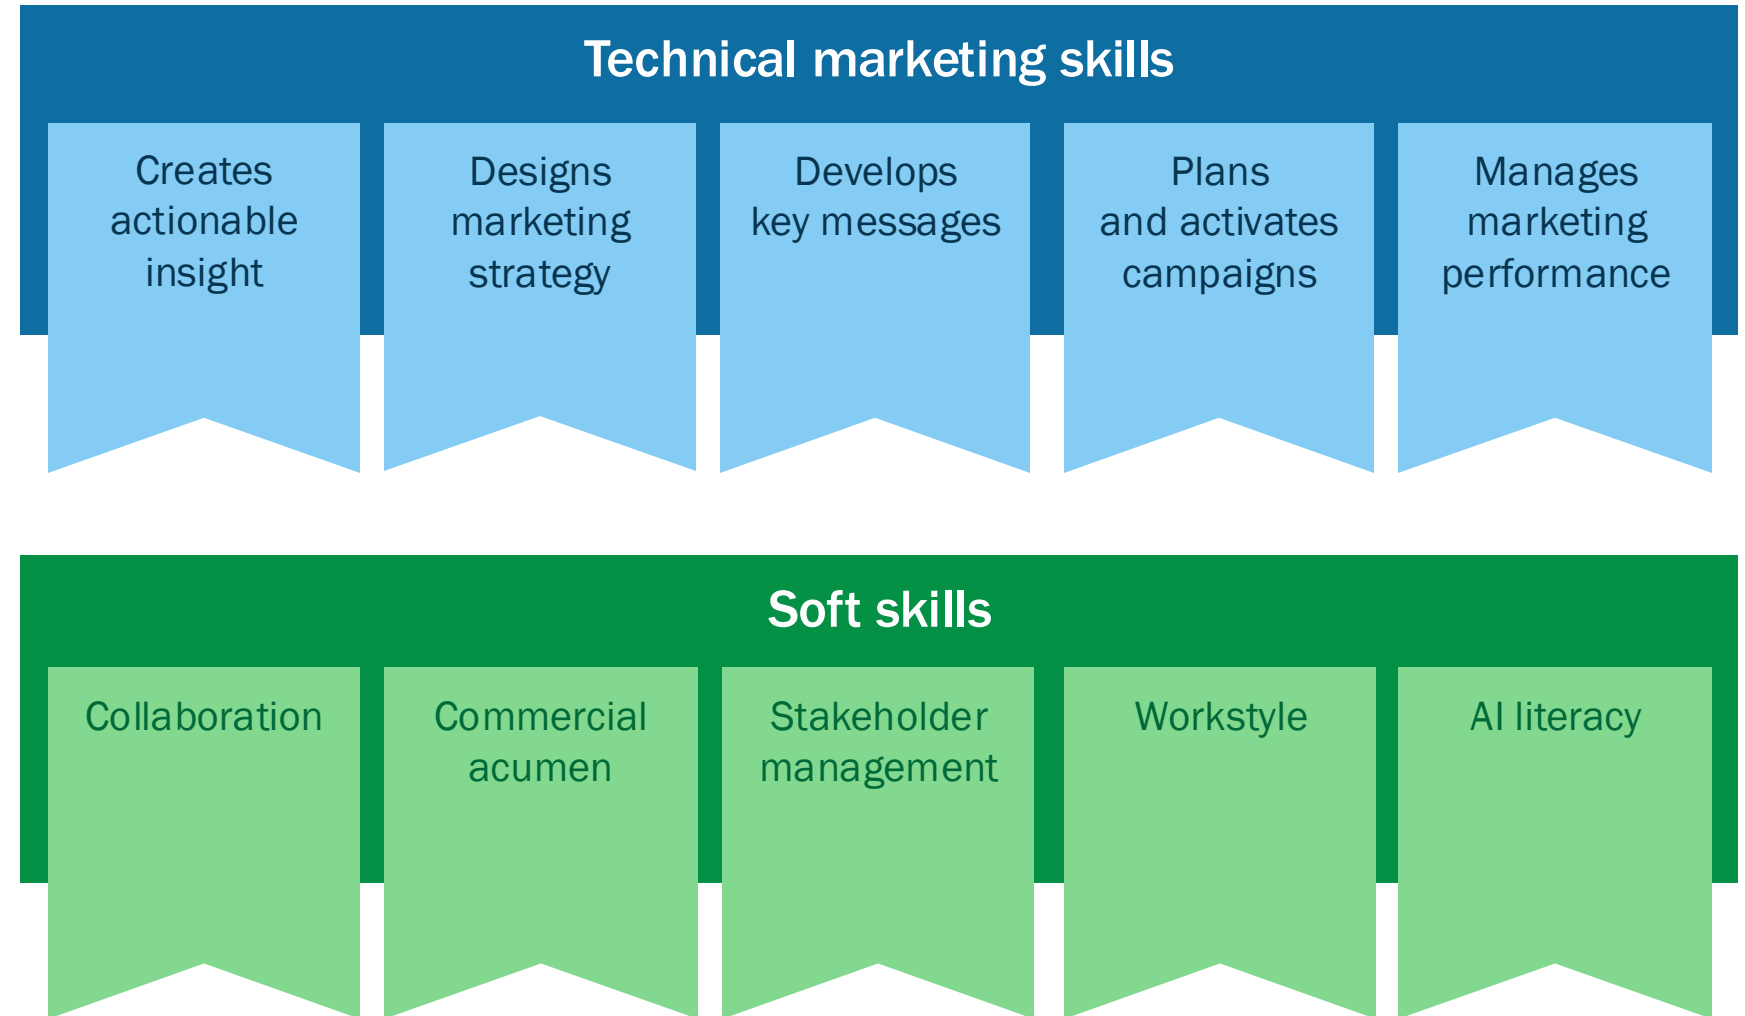 Technical marketing skills
Creates
actionable
insight
Designs
marketing
strategy
Develops
key messages
Plans
and activates
campaigns
Manages
marketing
performance
Soft skills
Collaboration
Commercial
acumen
Stakeholder
management
Workstyle
AI literacy